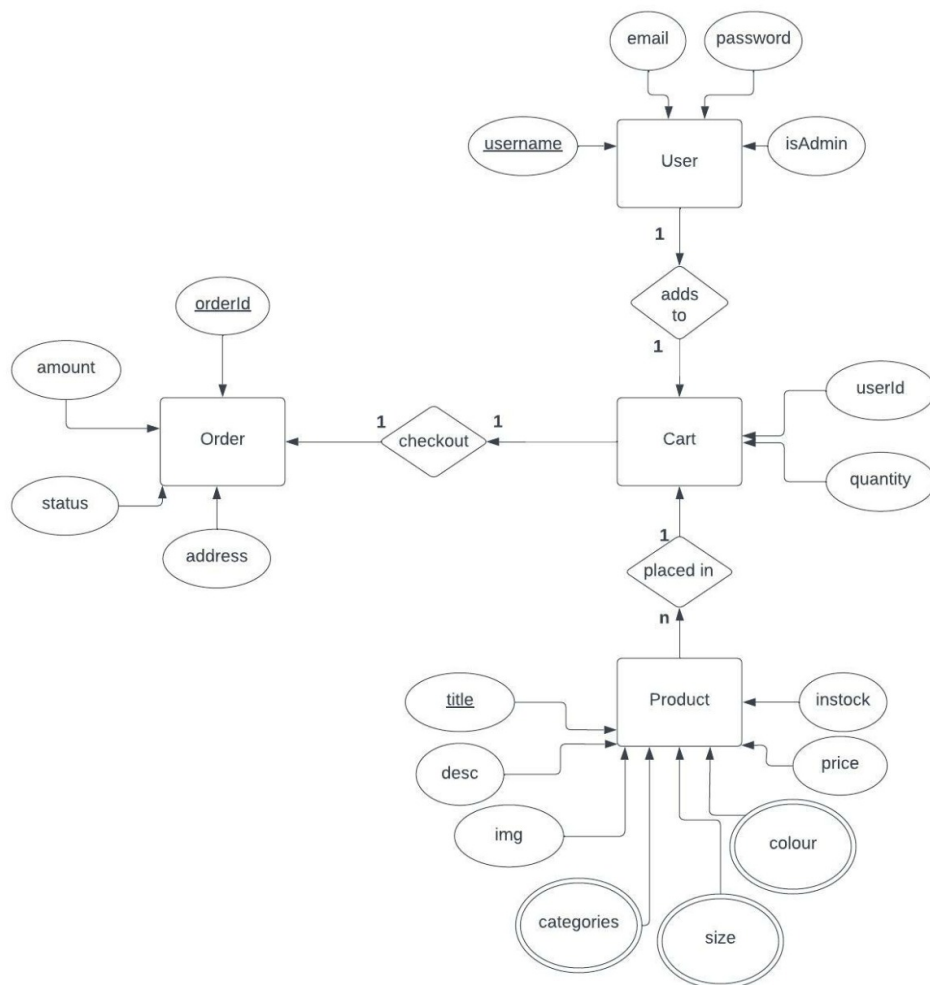 email
password
username
User
isAdmin
1
adds
to
1
orderId
amount
Order
1
checkout
1
Cart
userId
status
quantity
address
1
placed in
n
title
Product
instock
desc
price
img
colour
categories
size